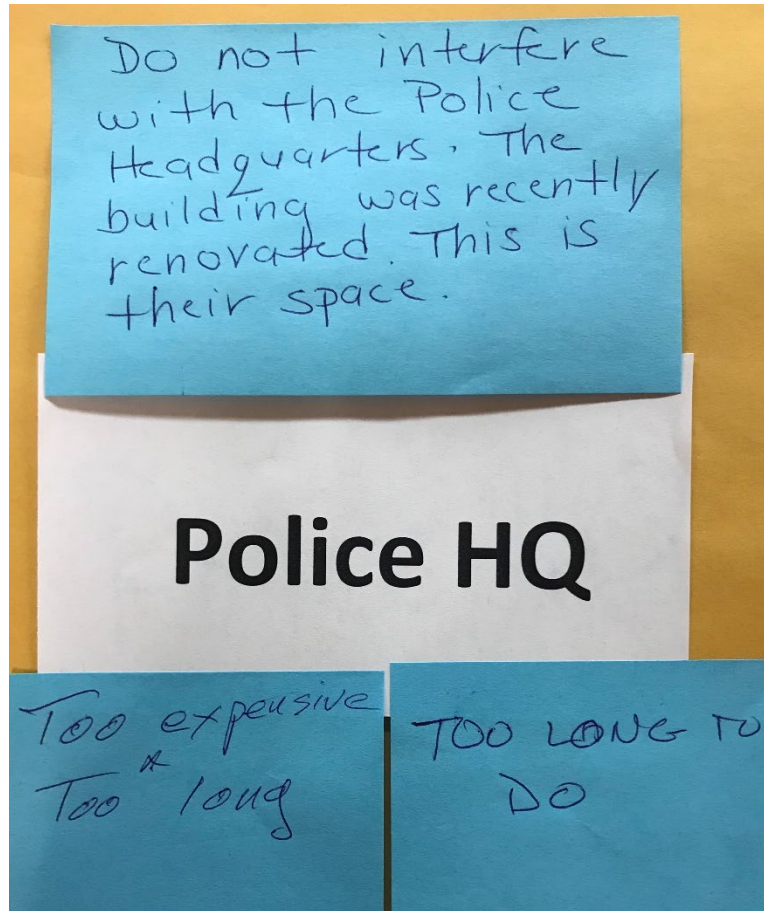 Do not interfere
with the Police
Headquarters. The
building was recently
renovated. This is
their space.
Police HQ
Too expensive
&
Too long
TOO LONG TO
DO